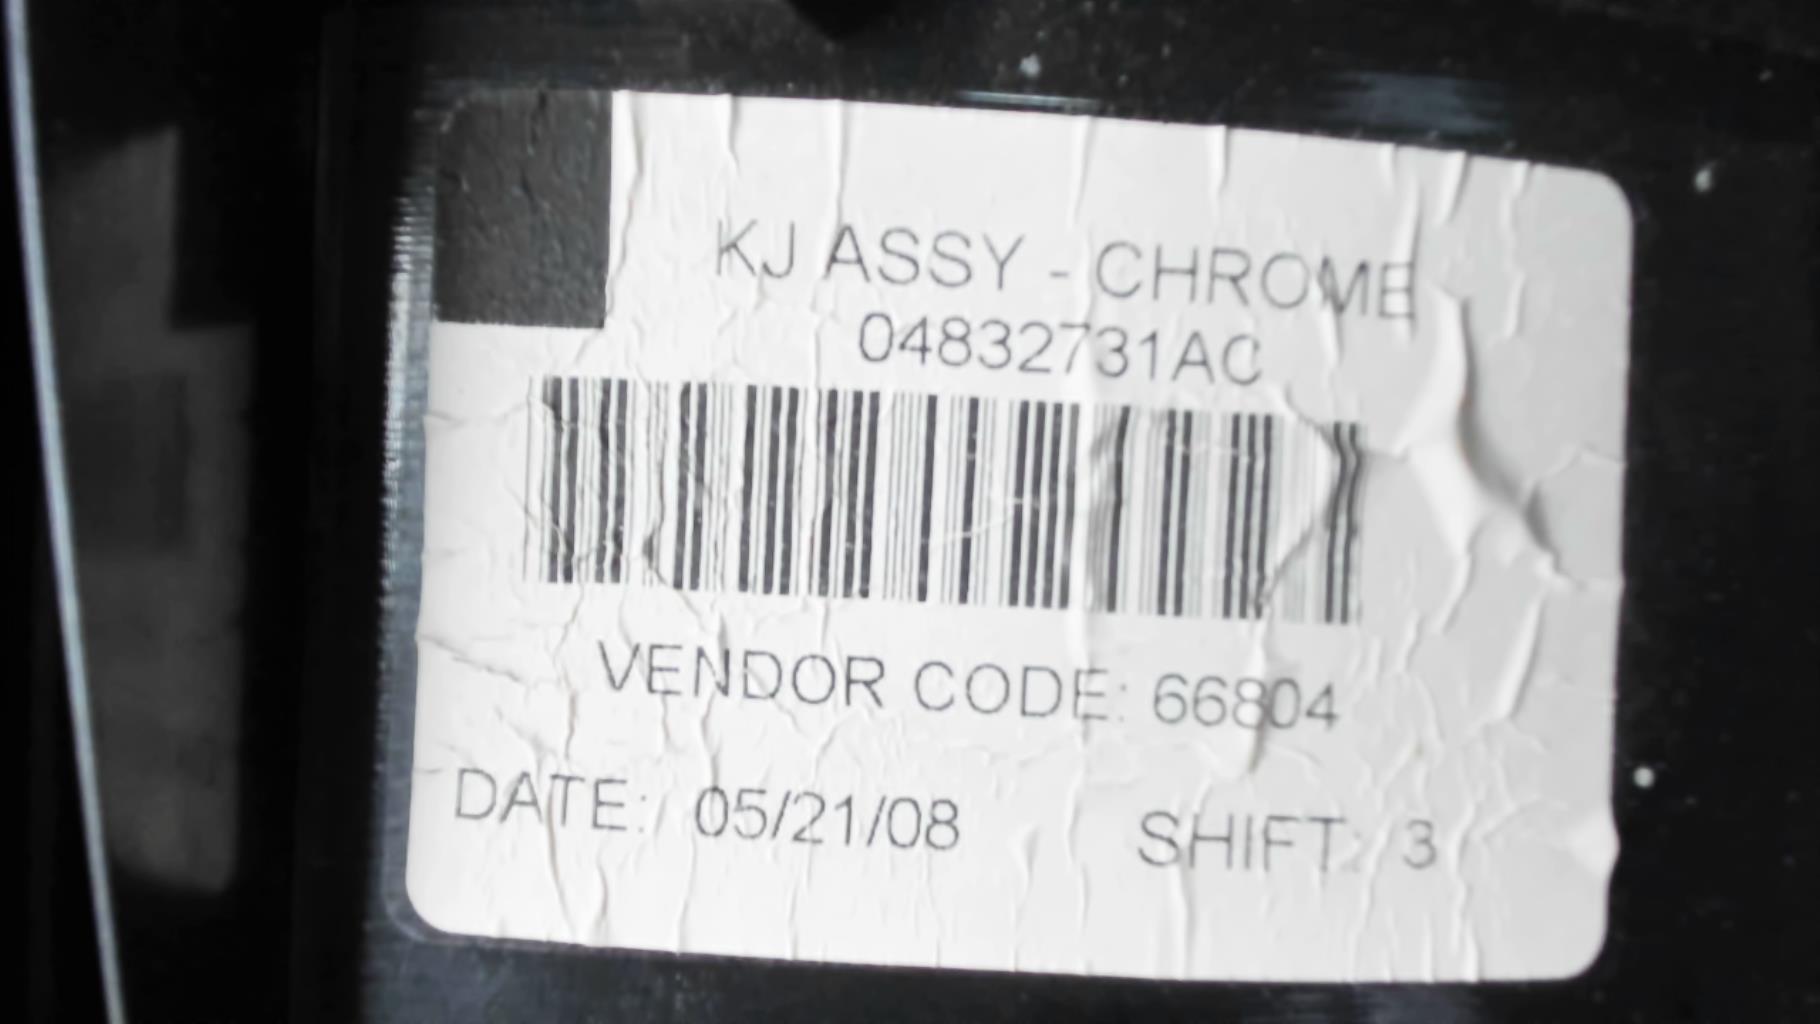 KJ ASSY - CHROME
04832731AC
VENDOR CODE: 66804
DATE: 05/21/08 SHIFT: 3